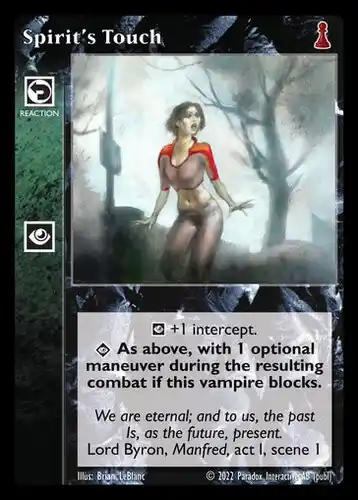 Spirit's Touch
REACTION
+1 intercept.
As above, with 1 optional
maneuver during the resulting
combat if this vampire blocks.
We are eternal; and to us, the past
Is, as the future, present.
Lord Byron, Manfred, act I, scene 1
Illus: Brian LeBlanc © 2022 Paradox Interactive AB (publ)